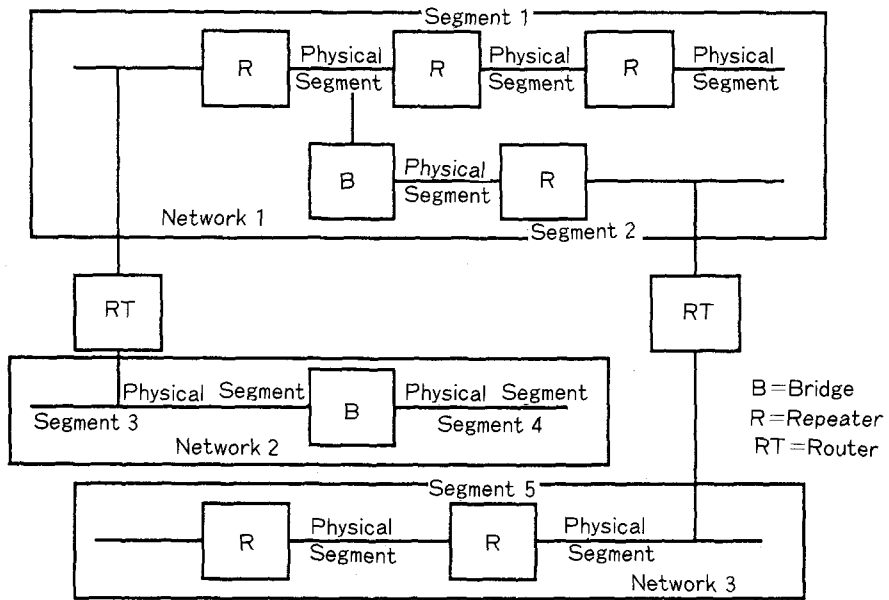 Segment 1
R
Physical
Segment
R
Physical
Segment
R
Physical
Segment
B
Physical
Segment
R
Network 1
Segment 2
RT
RT
Physical Segment
B
Physical Segment
Segment 3
Segment 4
Network 2
B=Bridge
R=Repeater
RT=Router
Segment 5
R
Physical
Segment
R
Physical
Segment
Network 3